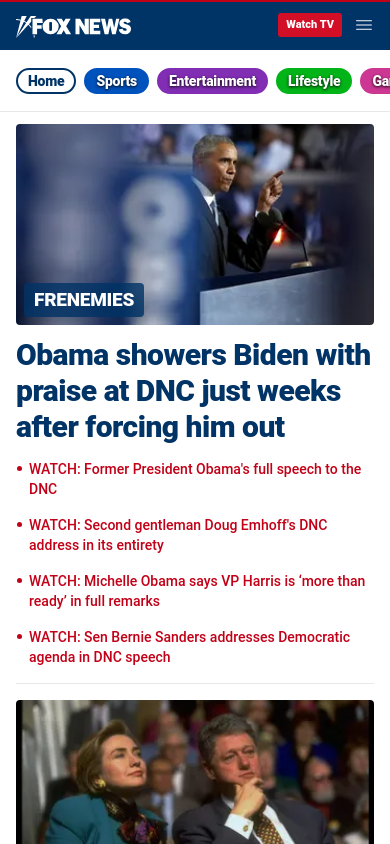 FOX NEWS
Watch TV
Home
Sports
Entertainment
Lifestyle
Ga
FRENEMIES
Obama showers Biden with
praise at DNC just weeks
after forcing him out
• WATCH: Former President Obama's full speech to the
DNC
• WATCH: Second gentleman Doug Emhoff's DNC
address in its entirety
• WATCH: Michelle Obama says VP Harris is ‘more than
ready’ in full remarks
• WATCH: Sen Bernie Sanders addresses Democratic
agenda in DNC speech